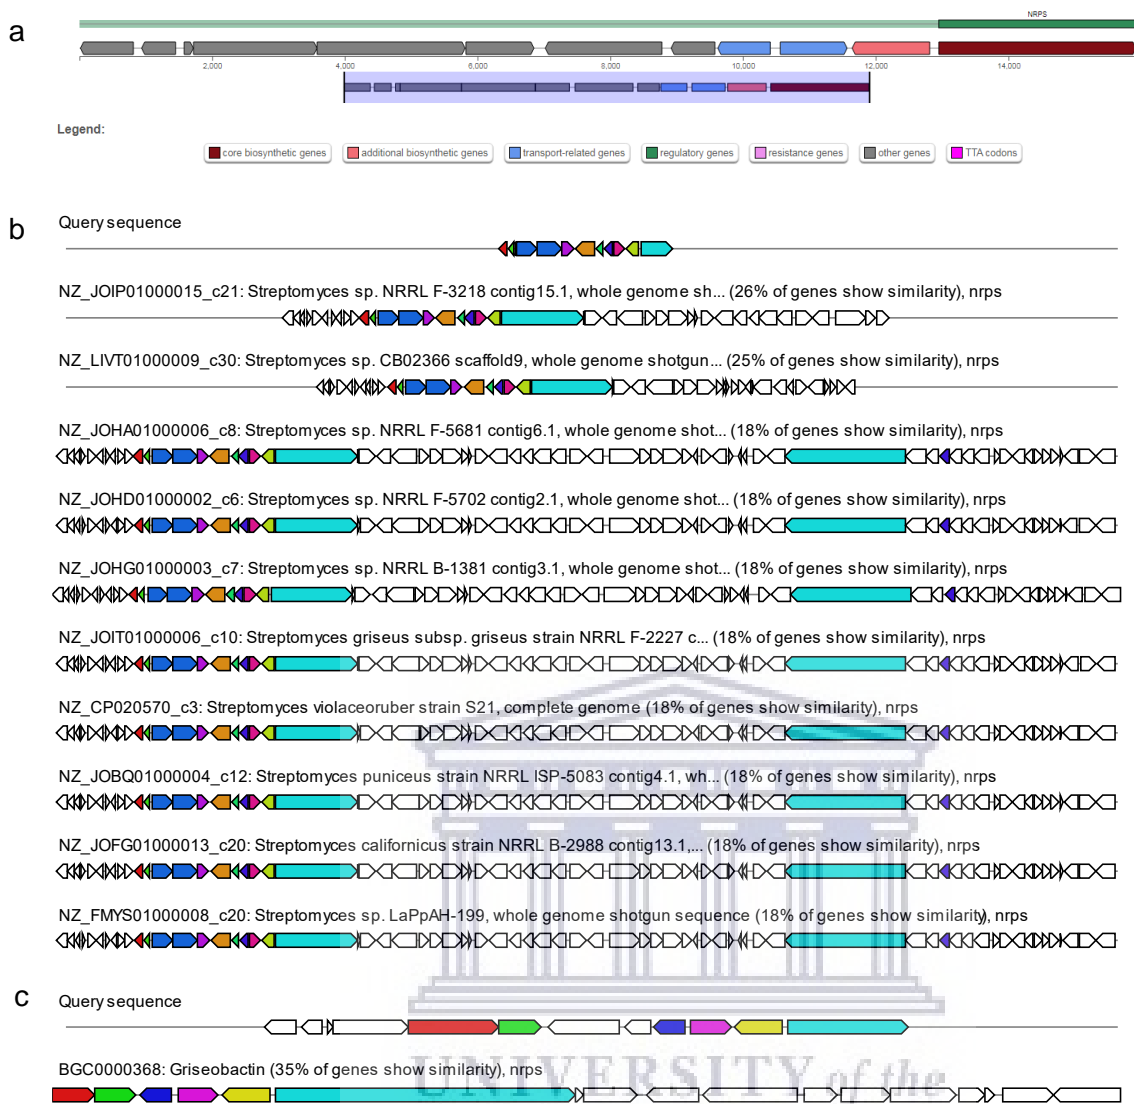 a
NRPS
2,000 4,000 6,000 8,000 10,000 12,000 14,000
Legend:
core biosynthetic genes additional biosynthetic genes transport-related genes regulatory genes resistance genes other genes TTA codons
b
Query sequence
NZ_JOIP01000015_c21: Streptomyces sp. NRRL F-3218 contig15.1, whole genome sh... (26% of genes show similarity), nrps
NZ_LIVT01000009_c30: Streptomyces sp. CB02366 scaffold9, whole genome shotgun... (25% of genes show similarity), nrps
NZ_JOHA01000006_c8: Streptomyces sp. NRRL F-5681 contig6.1, whole genome shot... (18% of genes show similarity), nrps
NZ_JOHD01000002_c6: Streptomyces sp. NRRL F-5702 contig2.1, whole genome shot... (18% of genes show similarity), nrps
NZ_JOHG01000003_c7: Streptomyces sp. NRRL B-1381 contig3.1, whole genome shot... (18% of genes show similarity), nrps
NZ_JOIT01000006_c10: Streptomyces griseus subsp. griseus strain NRRL F-2227 c... (18% of genes show similarity), nrps
NZ_CP020570_c3: Streptomyces violaceoruber strain S21, complete genome (18% of genes show similarity), nrps
NZ_JOBQ01000004_c12: Streptomyces puniceus strain NRRL ISP-5083 contig4.1, wh... (18% of genes show similarity), nrps
NZ_JOFG01000013_c20: Streptomyces californicus strain NRRL B-2988 contig13.1,... (18% of genes show similarity), nrps
NZ_FMYS01000008_c20: Streptomyces sp. LaPpAH-199, whole genome shotgun sequence (18% of genes show similarity), nrps
c
Query sequence
BGC0000368: Griseobactin (35% of genes show similarity), nrps
UNIVERSITY of the